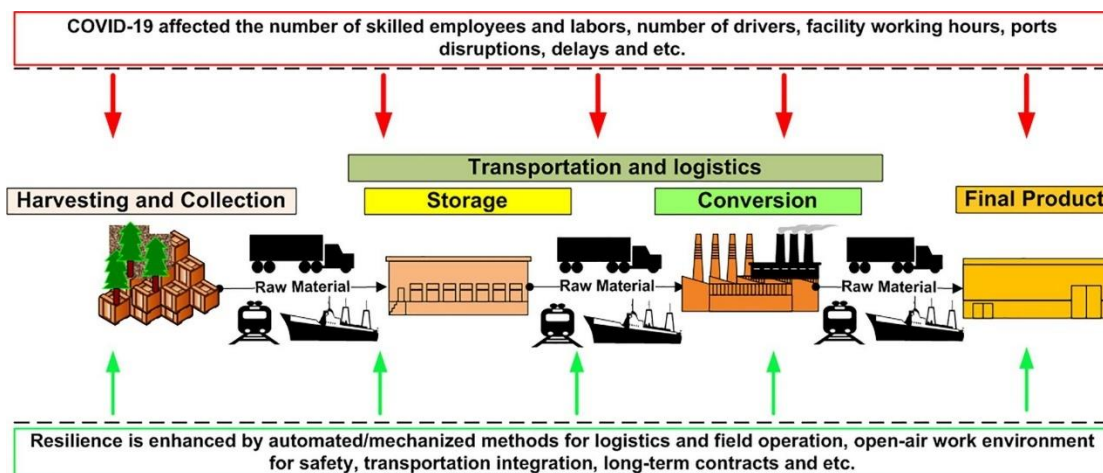 COVID-19 affected the number of skilled employees and labors, number of drivers, facility working hours, ports
disruptions, delays and etc.
Transportation and logistics
Harvesting and Collection
Storage
Conversion
Final Product
Raw Material
Raw Material
Raw Material
Resilience is enhanced by automated/mechanized methods for logistics and field operation, open-air work environment
for safety, transportation integration, long-term contracts and etc.